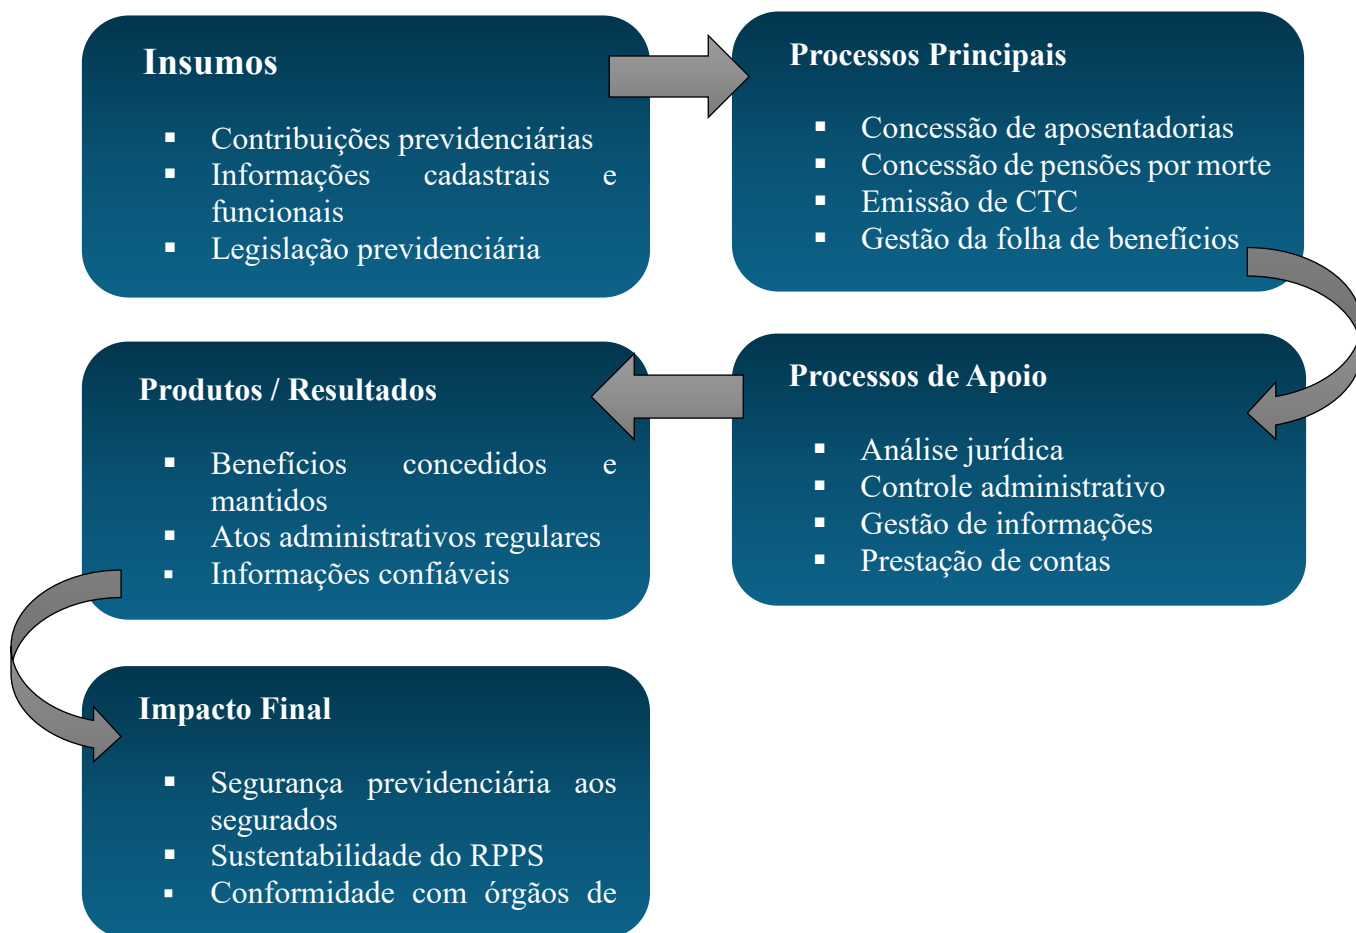 Insumos
▪ Contribuições previdenciárias
▪ Informações cadastrais e
funcionais
▪ Legislação previdenciária
Processos Principais
▪ Concessão de aposentadorias
▪ Concessão de pensões por morte
▪ Emissão de CTC
▪ Gestão da folha de benefícios
Processos de Apoio
▪ Análise jurídica
▪ Controle administrativo
▪ Gestão de informações
▪ Prestação de contas
Produtos / Resultados
▪ Benefícios concedidos e
mantidos
▪ Atos administrativos regulares
▪ Informações confiáveis
Impacto Final
▪ Segurança previdenciária aos
segurados
▪ Sustentabilidade do RPPS
▪ Conformidade com órgãos de